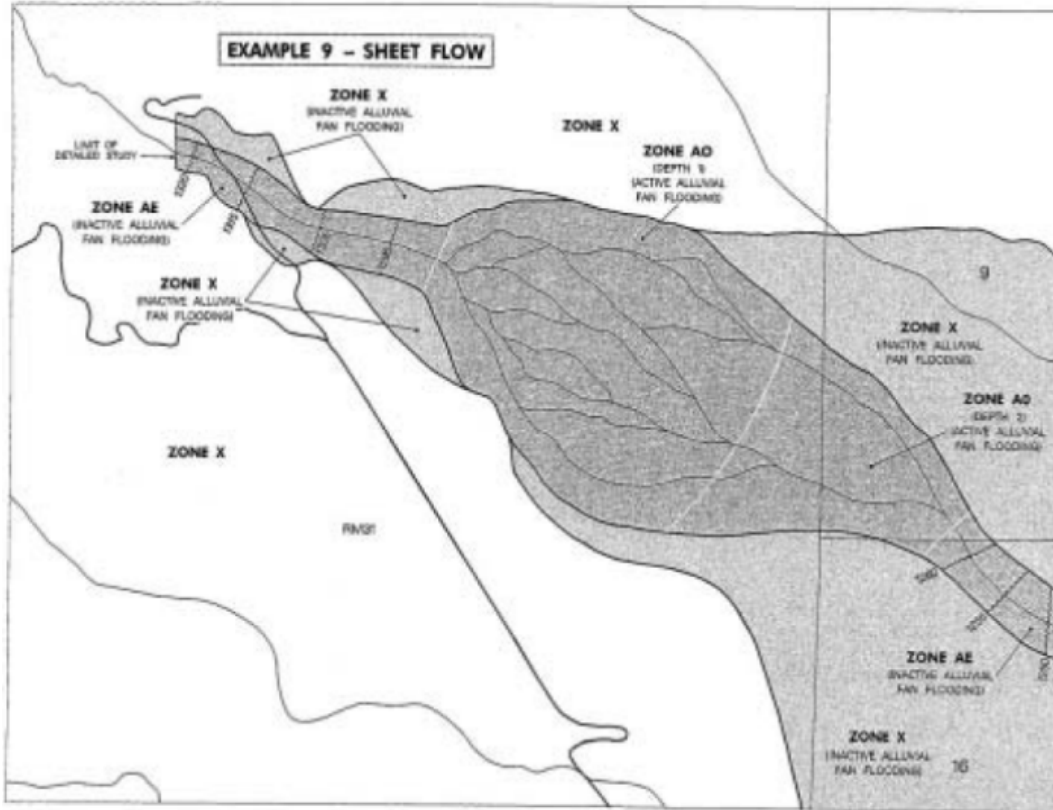 EXAMPLE 9 – SHEET FLOW
ZONE X
(INACTIVE ALLUVIAL
FAN FLOODING)
ZONE X
LIMIT OF
DETAILED STUDY
ZONE AO
(DEPTH 1)
(ACTIVE ALLUVIAL
FAN FLOODING)
ZONE AE
(INACTIVE ALLUVIAL
FAN FLOODING)
ZONE X
(INACTIVE ALLUVIAL
FAN FLOODING)
9
ZONE X
(INACTIVE ALLUVIAL
FAN FLOODING)
ZONE AO
(DEPTH 2)
(ACTIVE ALLUVIAL
FAN FLOODING)
ZONE X
RM31
ZONE AE
(INACTIVE ALLUVIAL
FAN FLOODING)
ZONE X
(INACTIVE ALLUVIAL
FAN FLOODING)
16